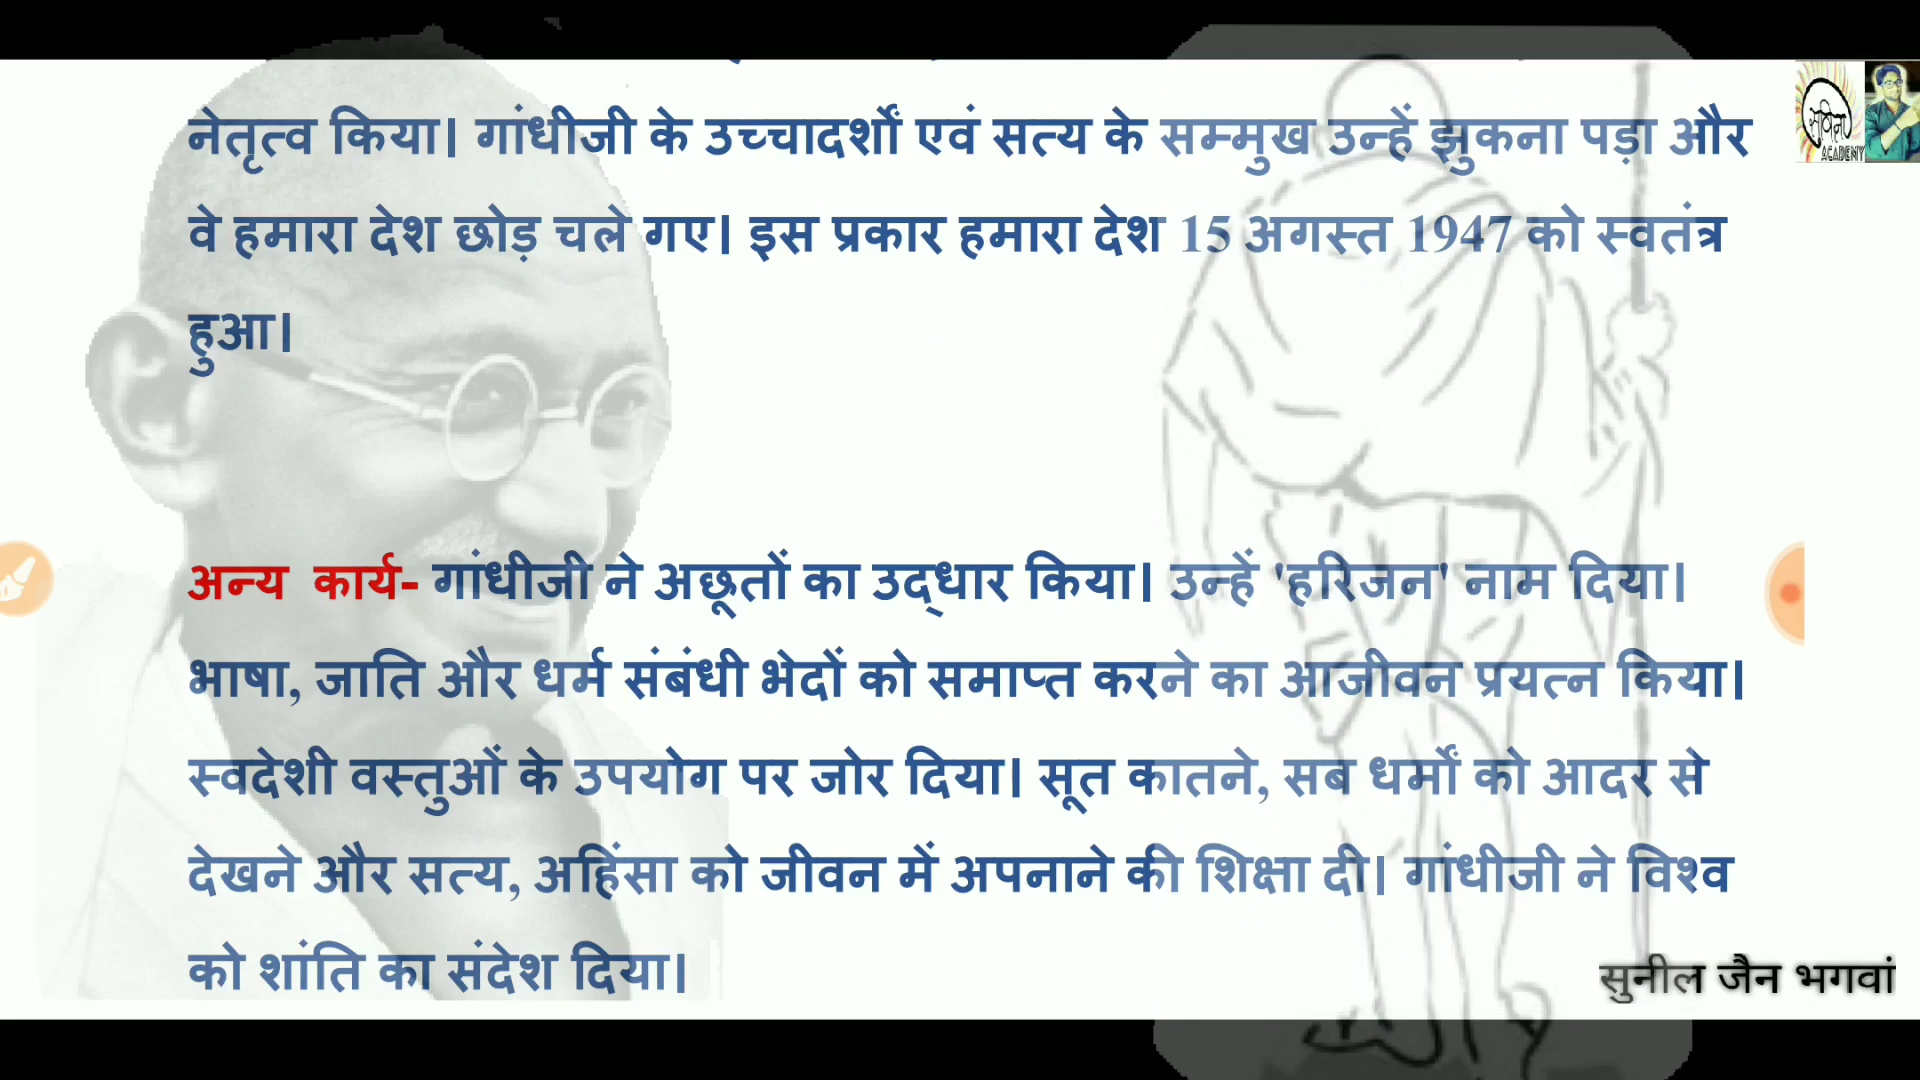 नेतृत्व किया। गांधीजी के उच्चादर्शों एवं सत्य के सम्मुख उन्हें झुकना पड़ा और
वे हमारा देश छोड़ चले गए। इस प्रकार हमारा देश 15 अगस्त 1947 को स्वतंत्र
हुआ।
अन्य कार्य- गांधीजी ने अछूतों का उद्धार किया। उन्हें 'हरिजन' नाम दिया।
भाषा, जाति और धर्म संबंधी भेदों को समाप्त करने का आजीवन प्रयत्न किया।
स्वदेशी वस्तुओं के उपयोग पर जोर दिया। सूत कातने, सब धर्मों को आदर से
देखने और सत्य, अहिंसा को जीवन में अपनाने की शिक्षा दी। गांधीजी ने विश्व
को शांति का संदेश दिया।
ACADEMY
सुनील जैन भगवां